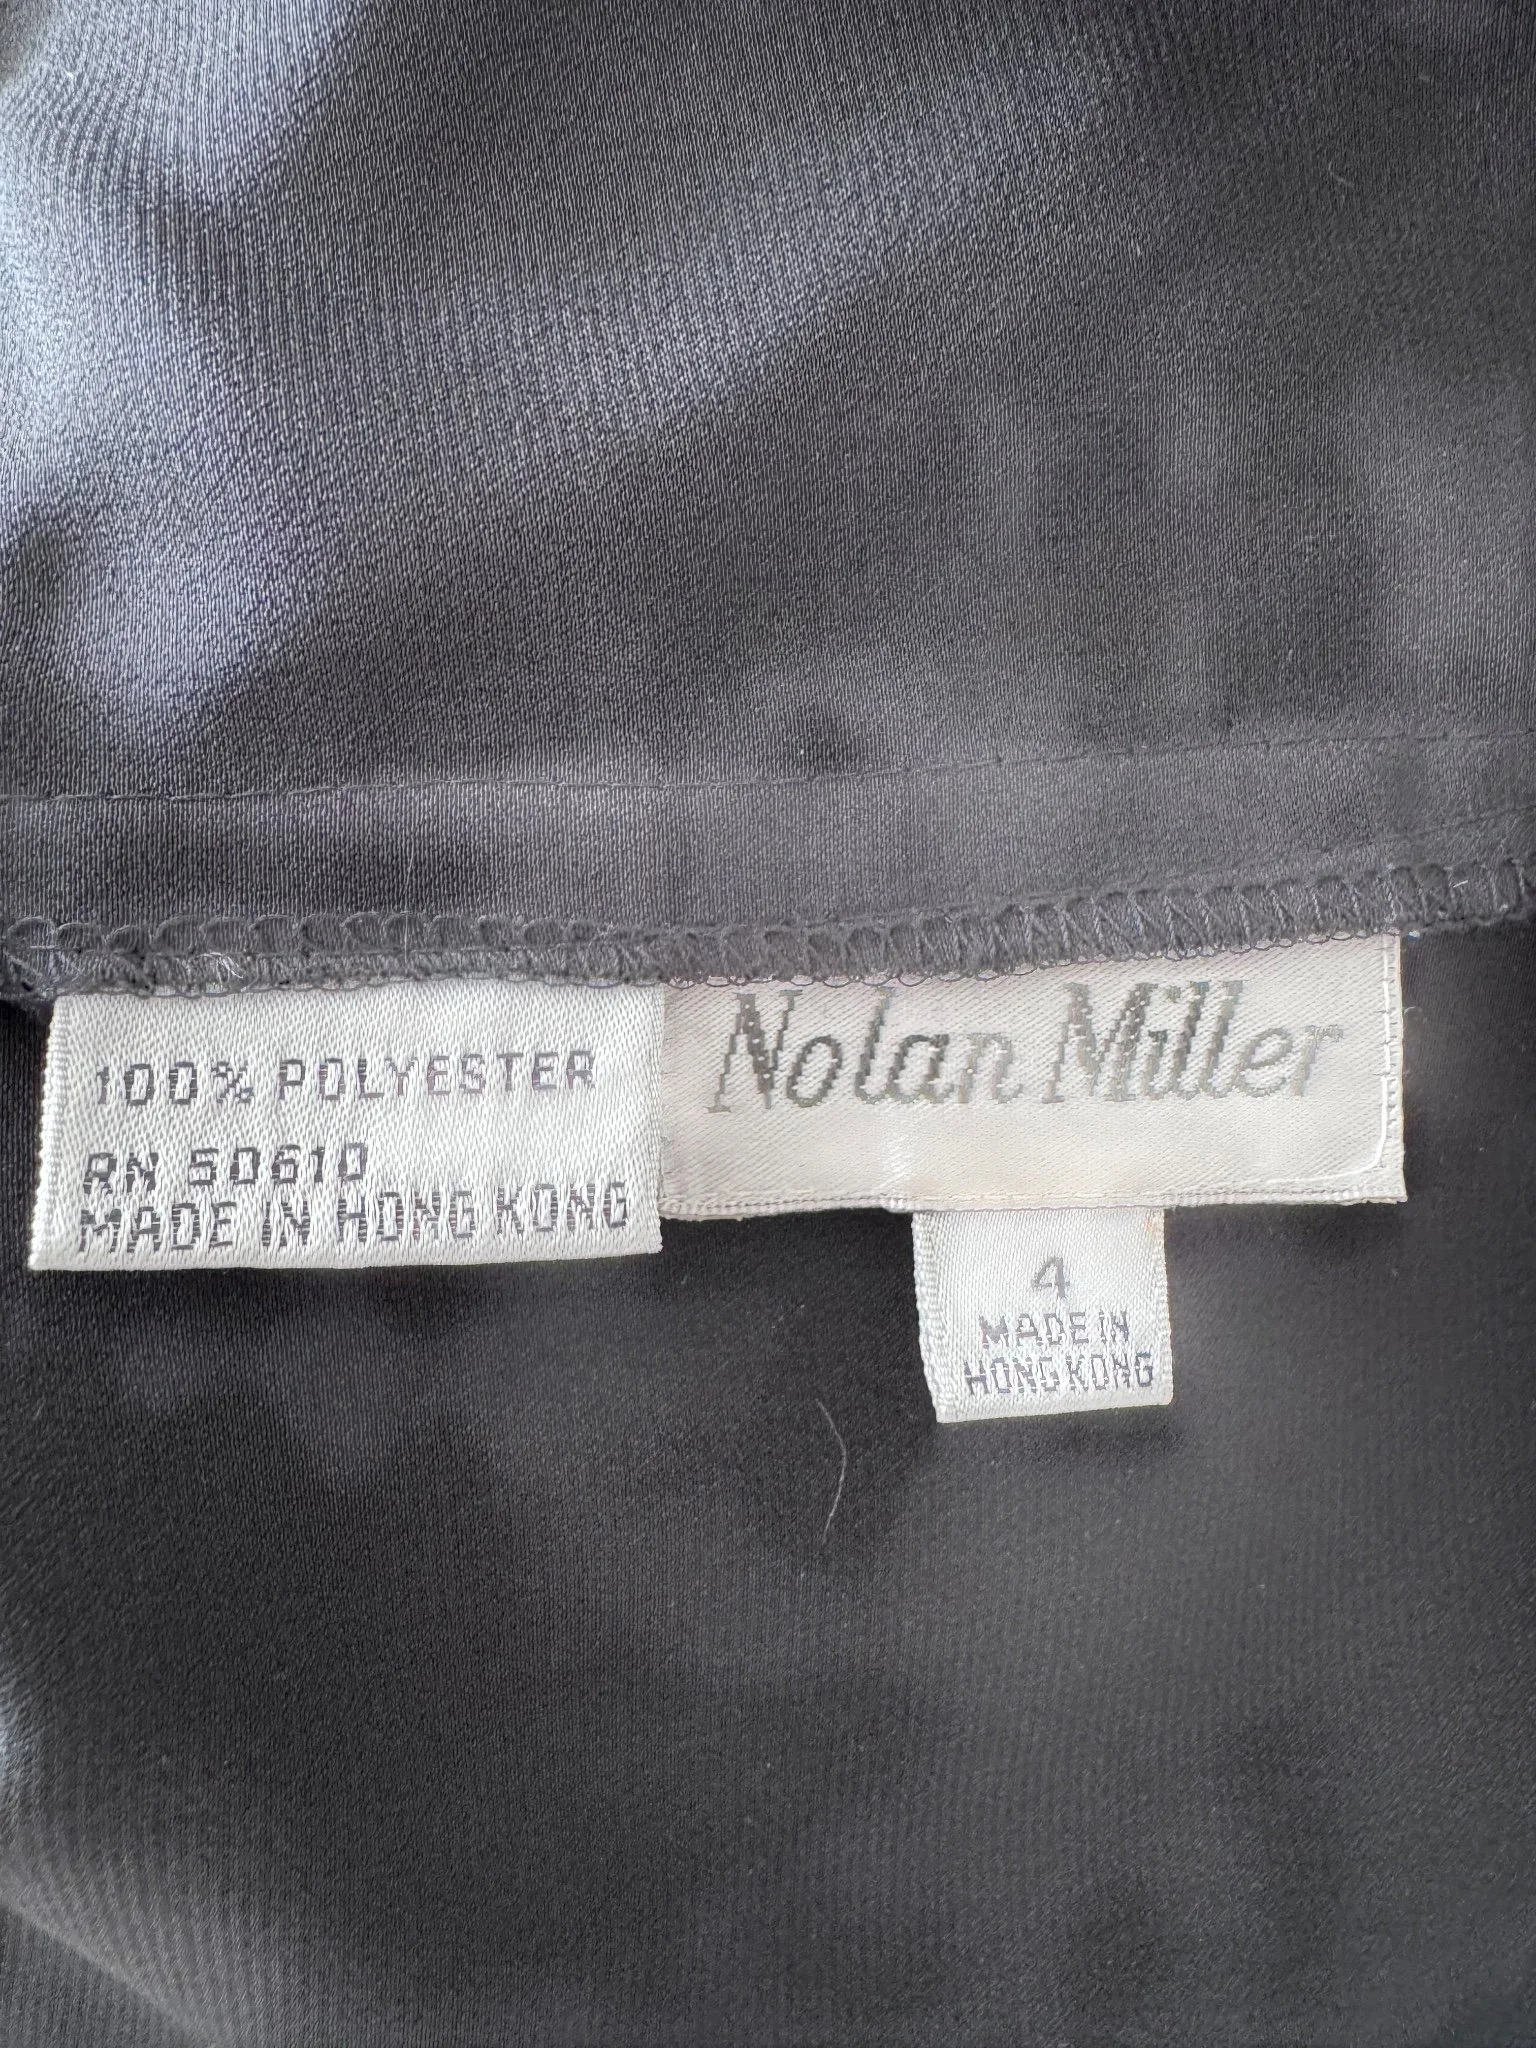 100% POLYESTER
RN 50610
MADE IN HONG KONG
Nolan Miller
4
MADE IN
HONG KONG